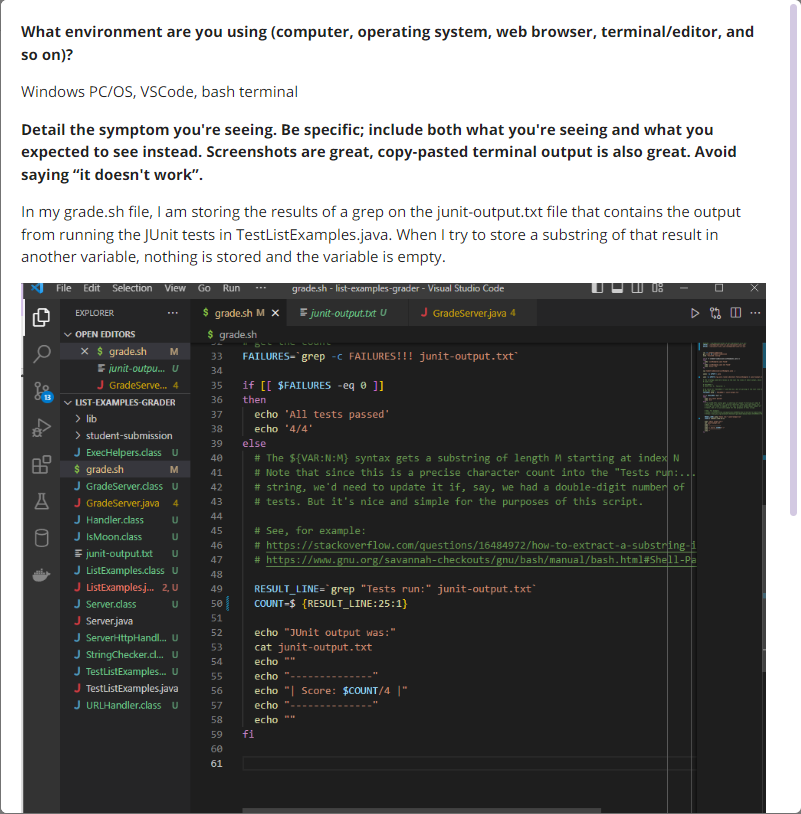 What environment are you using (computer, operating system, web browser, terminal/editor, and
so on)?
Windows PC/OS, VSCode, bash terminal
Detail the symptom you're seeing. Be specific; include both what you're seeing and what you
expected to see instead. Screenshots are great, copy-pasted terminal output is also great. Avoid
saying “it doesn't work”.
In my grade.sh file, I am storing the results of a grep on the junit-output.txt file that contains the output
from running the JUnit tests in TestListExamples.java. When I try to store a substring of that result in
another variable, nothing is stored and the variable is empty.
File Edit Selection View Go Run ··· grade.sh - list-examples-grader - Visual Studio Code
EXPLORER ···
OPEN EDITORS
$ grade.sh M
junit-outpu... U
J GradeServe... 4
LIST-EXAMPLES-GRADER
> lib
> student-submission
J ExecHelpers.class U
$ grade.sh M
J GradeServer.class U
J GradeServer.java 4
J Handler.class U
J IsMoon.class U
junit-output.txt U
J ListExamples.class U
J ListExamples.j... 2, U
J Server.class U
J Server.java
J ServerHttpHandl... U
J StringChecker.cl... U
J TestListExamples... U
J TestListExamples.java
J URLHandler.class U
13
$ grade.sh M × junit-output.txt U J GradeServer.java 4
$ grade.sh
33 FAILURES=`grep -c FAILURES!!! junit-output.txt`
34
35 if [[ $FAILURES -eq 0 ]]
36 then
37 echo 'All tests passed'
38 echo '4/4'
39 else
40 # The ${VAR:N:M} syntax gets a substring of length M starting at index N
41 # Note that since this is a precise character count into the "Tests run:...
42 # string, we'd need to update it if, say, we had a double-digit number of
43 # tests. But it's nice and simple for the purposes of this script.
44
45 # See, for example:
46 # https://stackoverflow.com/questions/16484972/how-to-extract-a-substring-i
47 # https://www.gnu.org/savannah-checkouts/gnu/bash/manual/bash.html#Shell-Pa
48
49 RESULT_LINE=`grep "Tests run:" junit-output.txt`
50 COUNT=$ {RESULT_LINE:25:1}
51
52 echo "JUnit output was:"
53 cat junit-output.txt
54 echo ""
55 echo "--------------"
56 echo "| Score: $COUNT/4 |"
57 echo "--------------"
58 echo ""
59 fi
60
61